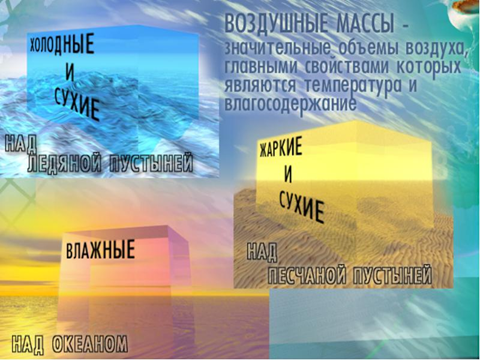 ВОЗДУШНЫЕ МАССЫ -
значительные объемы воздуха,
главными свойствами которых
являются температура и
влагосодержание
ХОЛОДНЫЕ
И
СУХИЕ
НАД
ЛЕДЯНОЙ ПУСТЫНЕЙ
ЖАРКИЕ
И
СУХИЕ
НАД
ПЕСЧАНОЙ ПУСТЫНЕЙ
ВЛАЖНЫЕ
НАД ОКЕАНОМ